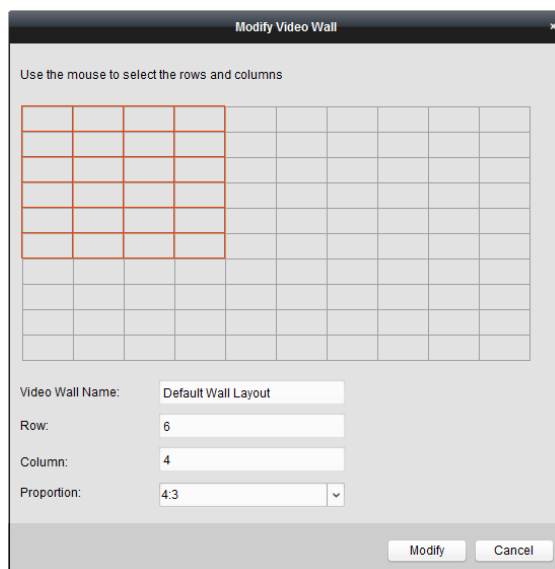 Modify Video Wall
Use the mouse to select the rows and columns
Video Wall Name: Default Wall Layout
Row: 6
Column: 4
Proportion: 4:3
Modify Cancel